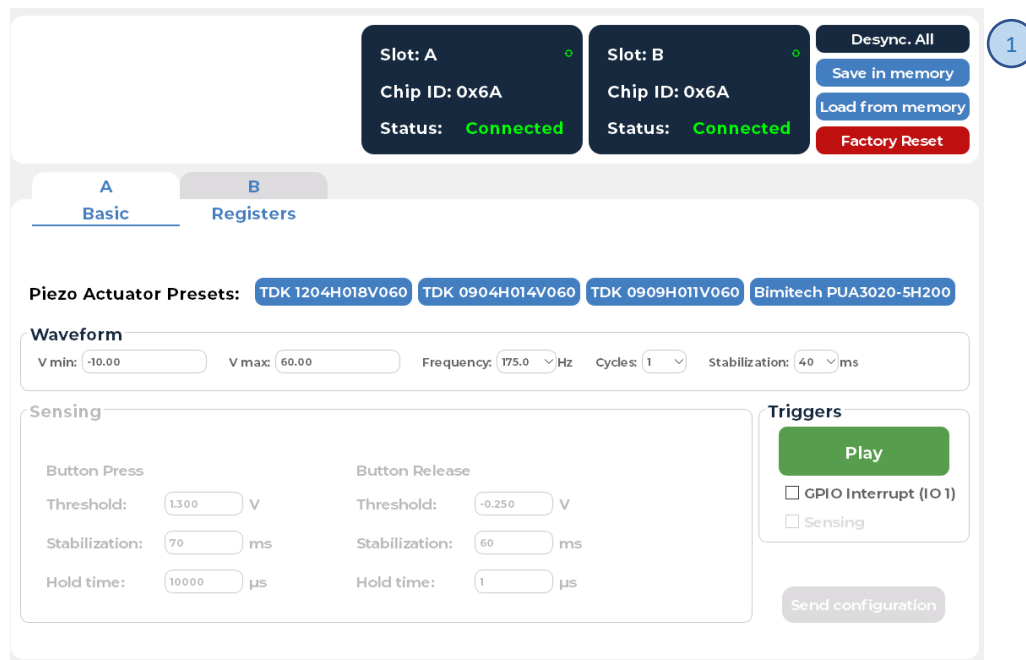 Slot: A
Chip ID: 0x6A
Status: Connected
Slot: B
Chip ID: 0x6A
Status: Connected
Desync. All
Save in memory
Load from memory
Factory Reset
1
A B
Basic Registers
Piezo Actuator Presets: TDK 1204H018V060 TDK 0904H014V060 TDK 0909H011V060 Bimitech PUA3020-5H200
Waveform
V min: -10.00 V max: 60.00 Frequency: 175.0 Hz Cycles: 1 Stabilization: 40 ms
Sensing
Button Press
Threshold: 1.300 V
Stabilization: 70 ms
Hold time: 10000 µs
Button Release
Threshold: -0.250 V
Stabilization: 60 ms
Hold time: 1 µs
Triggers
Play
GPIO Interrupt (IO 1)
Sensing
Send configuration